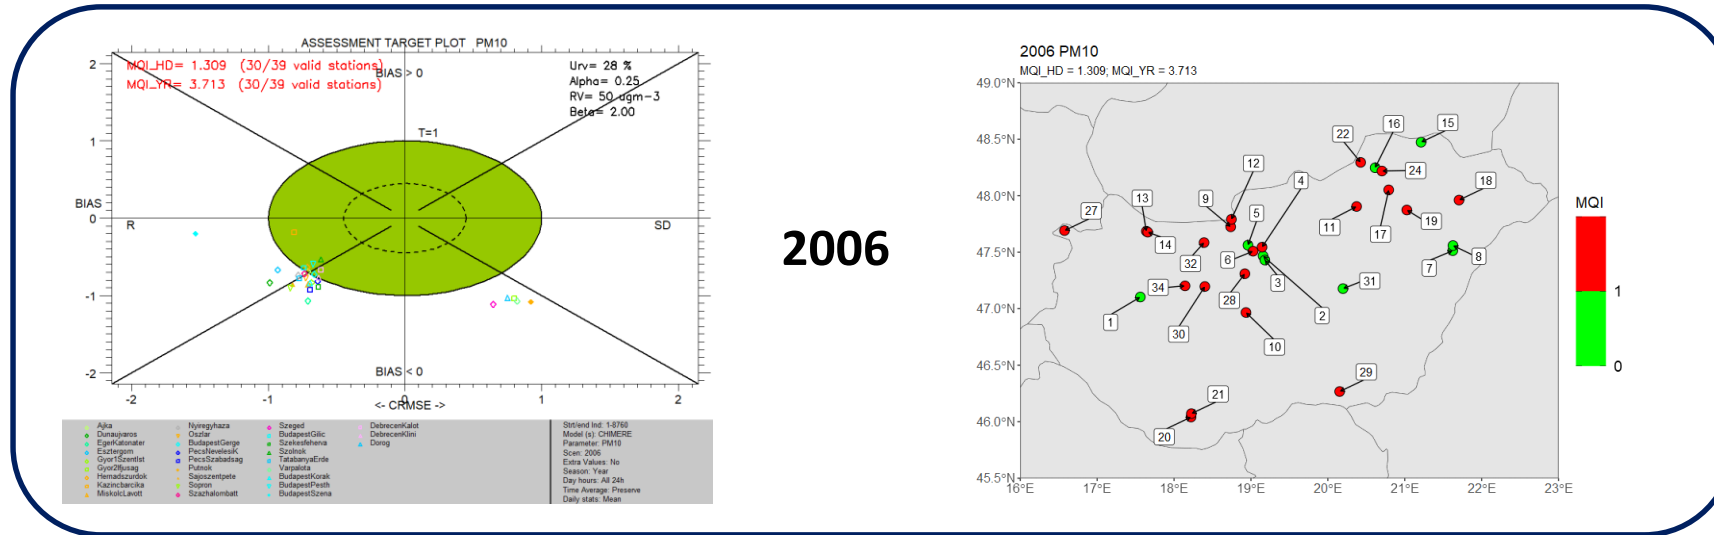 ASSESSMENT TARGET PLOT PM10
MQI_HD= 1.309 (30/39 valid stations)
MQI_YR= 3.713 (30/39 valid stations)
BIAS > 0
Urv= 28 %
Alpha= 0.25
RV= 50 ugm-3
Beta= 2.00
T=1
2
1
BIAS
0
R
SD
-1
-2
BIAS < 0
-2
-1
0
1
2
<- CRMSE ->
Ajka
Dunaujvaros
EgerKatonater
Esztergom
Gyor1SzentIst
Gyor2Ifjusag
Hernadszurdok
Kazincbarcika
MiskolcLavott
Nyiregyhaza
Oszlar
BudapestGerge
PecsNevelesiK
PecsSzabadsag
Putnok
Sajoszentpete
Sopron
Szazhalombatt
Szeged
BudapestGilic
Szekesfeherva
Szolnok
TatabanyaErde
Varpalota
BudapestKorak
BudapestPesth
BudapestSzena
DebrecenKalot
DebrecenKlini
Dorog
Strt/end Ind: 1-8760
Model (s): CHIMERE
Parameter: PM10
Scen: 2006
Extra Values: No
Season: Year
Day hours: All 24h
Time Average: Preserve
Daily stats: Mean
2006
2006 PM10
MQI_HD = 1.309; MQI_YR = 3.713
49.0°N
48.5°N
48.0°N
47.5°N
47.0°N
46.5°N
46.0°N
45.5°N
16°E
17°E
18°E
19°E
20°E
21°E
22°E
23°E
22
16
15
12
4
24
18
27
13
9
5
14
11
17
19
32
6
7
8
34
28
3
31
1
30
2
10
29
21
20
MQI
1
0